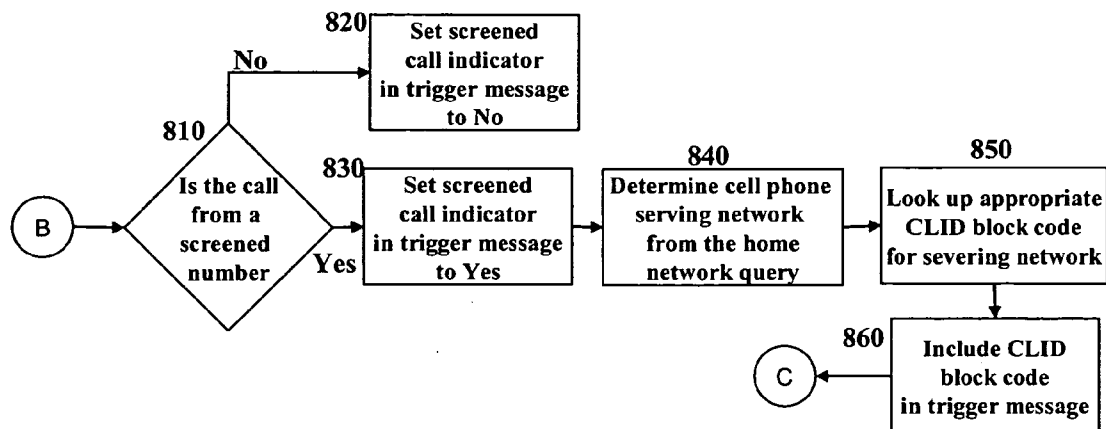 820
Set screened
call indicator
in trigger message
to No
No
810
Is the call
from a
screened
number
B
Yes
830
Set screened
call indicator
in trigger message
to Yes
840
Determine cell phone
serving network
from the home
network query
850
Look up appropriate
CLID block code
for severing network
860
Include CLID
block code
in trigger message
C